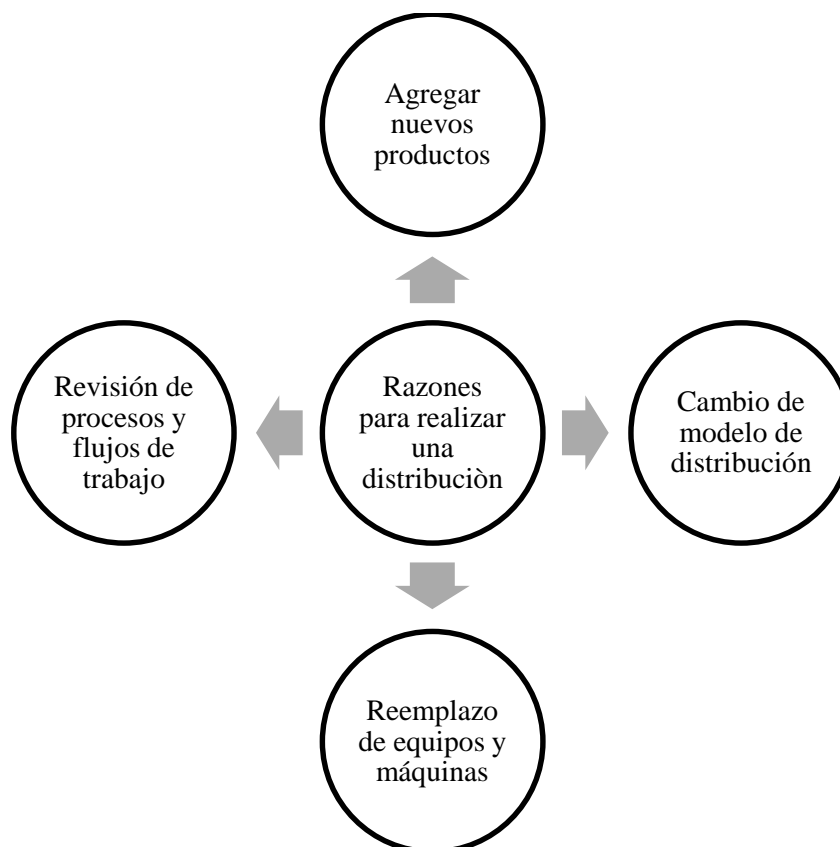 Agregar
nuevos
productos
Revisión de
procesos y
flujos de
trabajo
Razones
para realizar
una
distribuciòn
Cambio de
modelo de
distribución
Reemplazo
de equipos y
máquinas